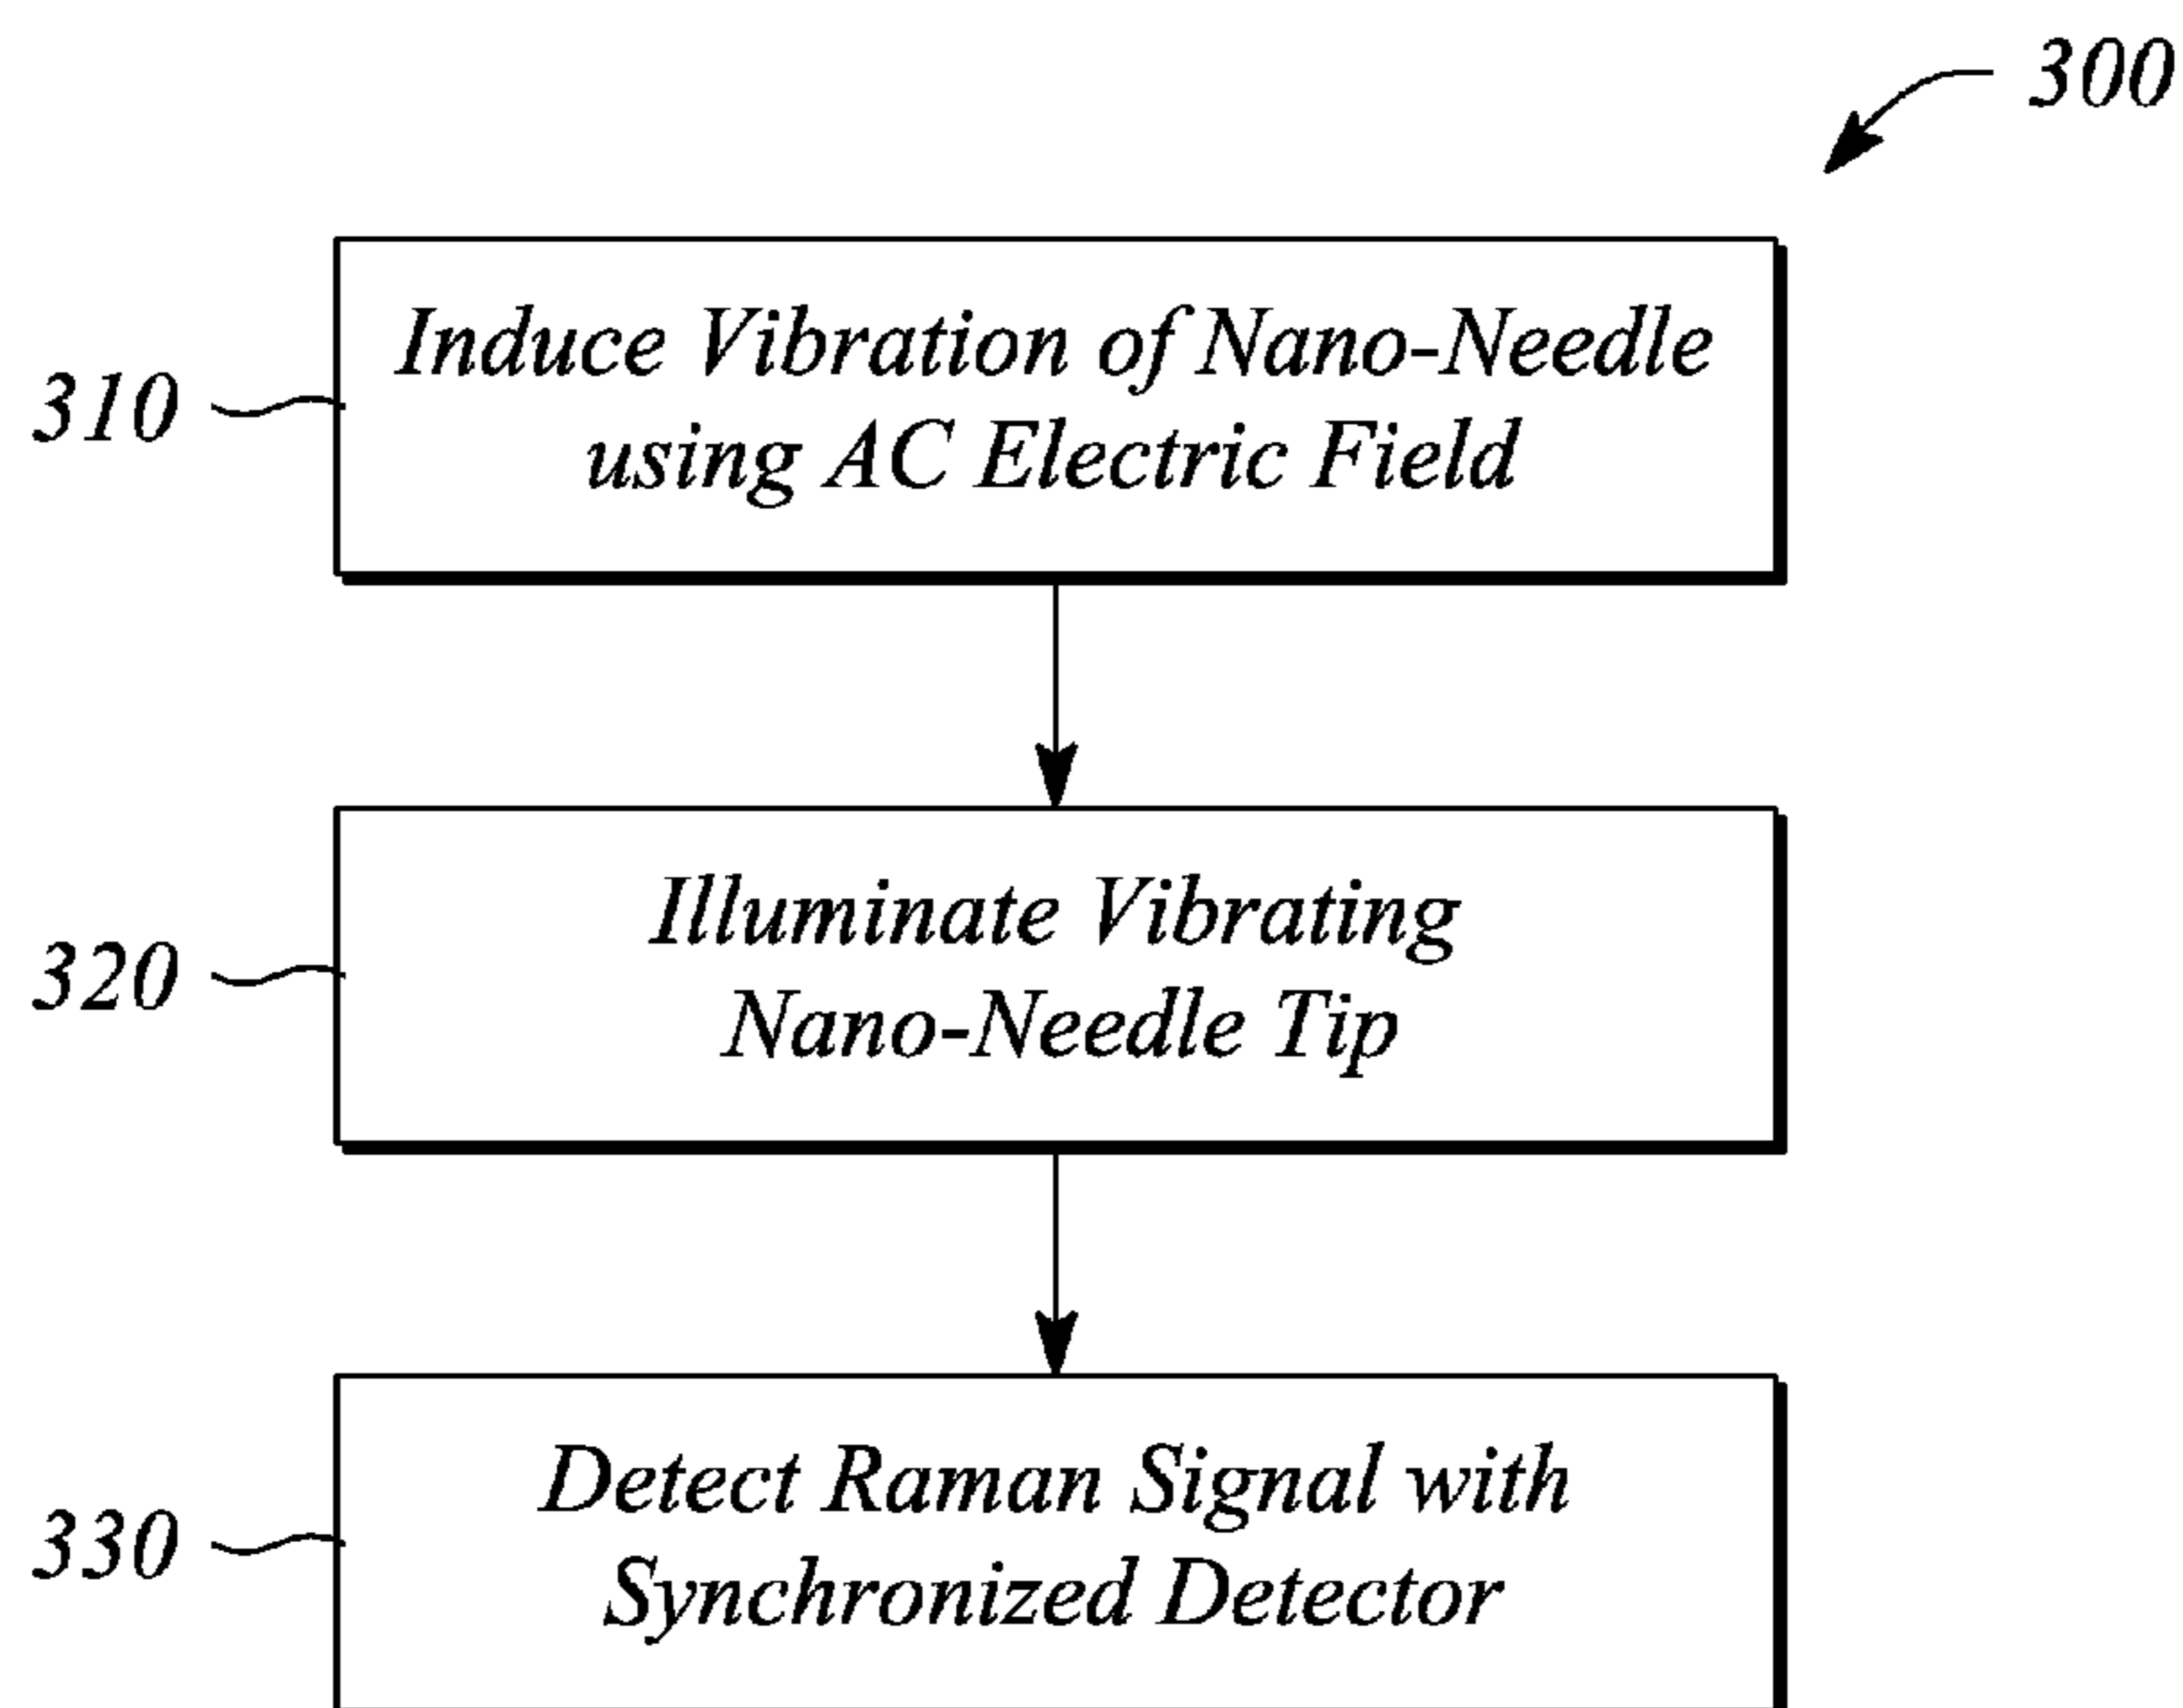 300
310
Induce Vibration of Nano-Needle
using AC Electric Field
320
Illuminate Vibrating
Nano-Needle Tip
330
Detect Raman Signal with
Synchronized Detector